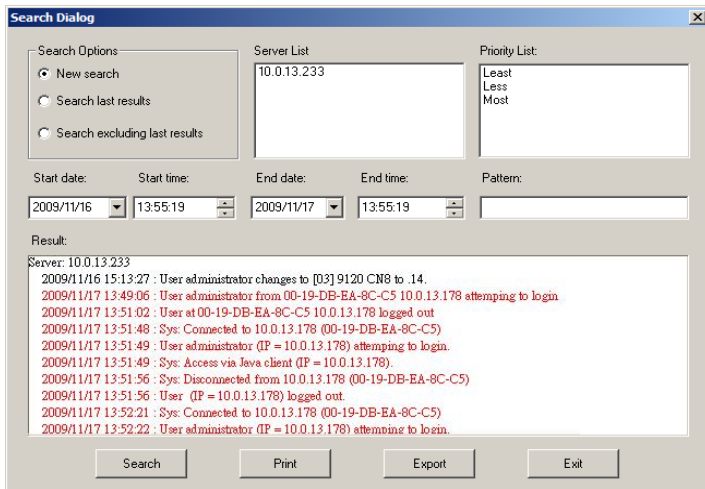 Search Dialog
Search Options
New search
Search last results
Search excluding last results
Server List
10.0.13.233
Priority List:
Least
Less
Most
Start date:
Start time:
End date:
End time:
Pattern:
2009/11/16
13:55:19
2009/11/17
13:55:19
Result:
Server: 10.0.13.233
2009/11/16 15:13:27 : User administrator changes to [03] 9120 CN8 to .14.
2009/11/17 13:49:06 : User administrator from 00-19-DB-EA-8C-C5 10.0.13.178 attemping to login
2009/11/17 13:51:02 : User at 00-19-DB-EA-8C-C5 10.0.13.178 logged out
2009/11/17 13:51:48 : Sys: Connected to 10.0.13.178 (00-19-DB-EA-8C-C5)
2009/11/17 13:51:49 : User administrator (IP = 10.0.13.178) attemping to login.
2009/11/17 13:51:49 : Sys: Access via Java client (IP = 10.0.13.178).
2009/11/17 13:51:56 : Sys: Disconnected from 10.0.13.178 (00-19-DB-EA-8C-C5)
2009/11/17 13:51:56 : User (IP = 10.0.13.178) logged out.
2009/11/17 13:52:21 : Sys: Connected to 10.0.13.178 (00-19-DB-EA-8C-C5)
2009/11/17 13:52:22 : User administrator (IP = 10.0.13.178) attemping to login.
Search
Print
Export
Exit